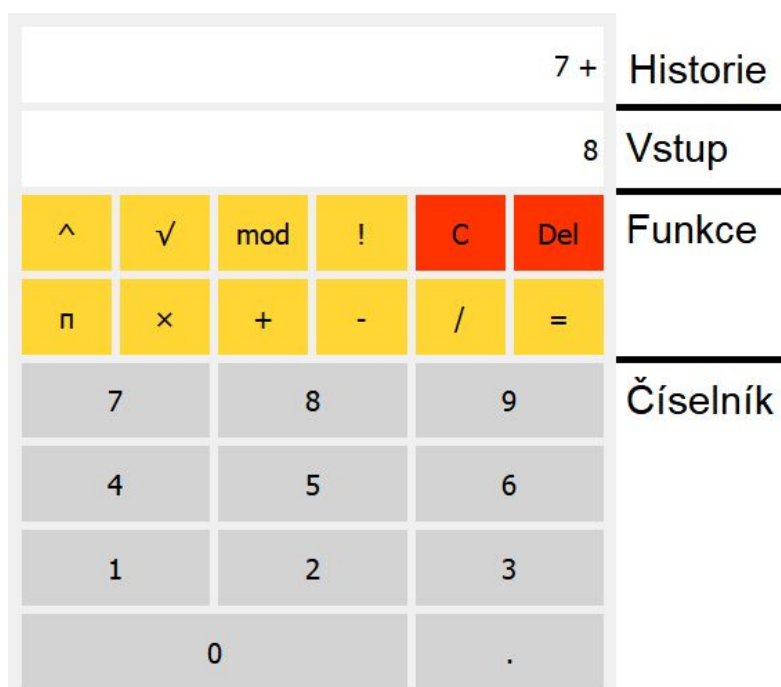 7 + Historie
8 Vstup
^ √ mod ! C Del Funkce
п × + - / =
7 8 9 Číselník
4 5 6
1 2 3
0 .